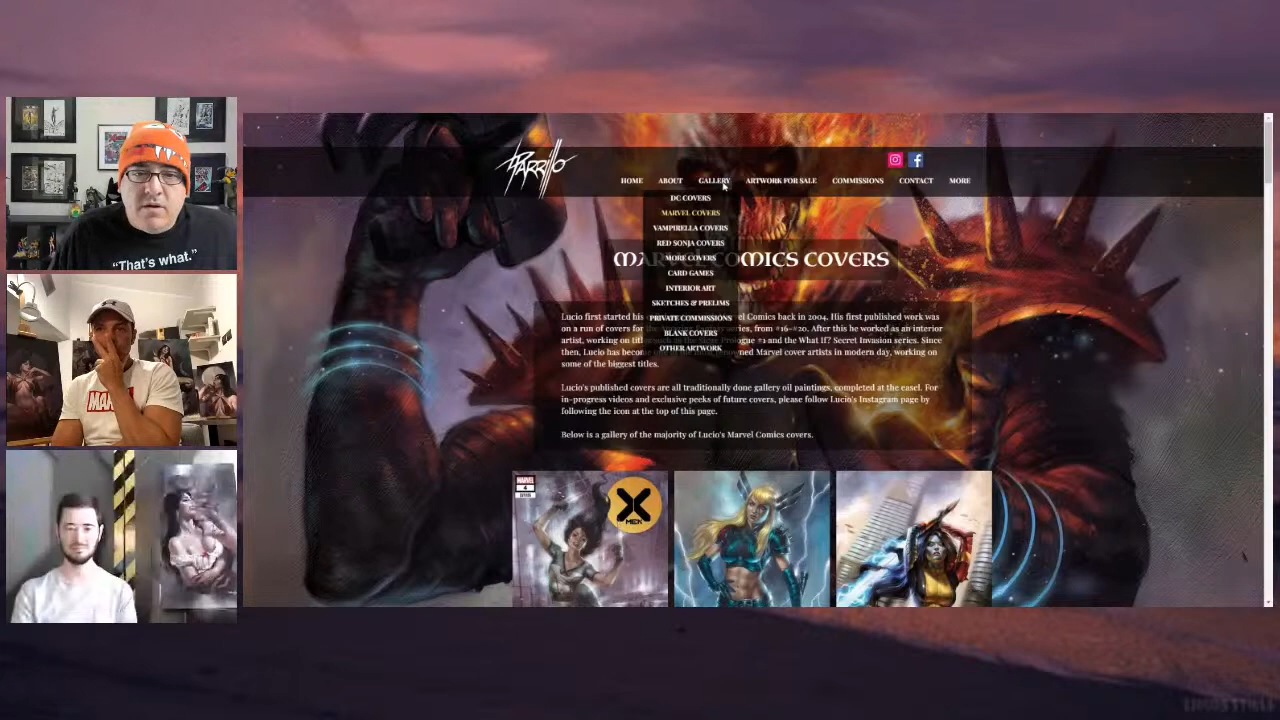 "That's what."
MAR
PARRILLO
HOME ABOUT GALLERY ARTWORK FOR SALE COMMISSIONS CONTACT MORE
DC COVERS
MARVEL COVERS
VAMPIRELLA COVERS
RED SONJA COVERS
MORE COVERS
CARD GAMES
INTERIOR ART
SKETCHES & PRELIMS
PRIVATE COMMISSIONS
BLANK COVERS
OTHER ARTWORK
MARVEL COMICS COVERS
Lucio first started his Comics back in 2004. His first published work was
on a run of covers for series, from #16-#20. After this he worked as an interior
artist, working on #1 and the What If? Secret Invasion series. Since
then, Lucio has Marvel cover artists in modern day, working on
some of the biggest titles.
Lucio's published covers are all traditionally done gallery oil paintings, completed at the easel. For
in-progress videos and exclusive peeks of future covers, please follow Lucio's Instagram page by
following the icon at the top of this page.
Below is a gallery of the majority of Lucio's Marvel Comics covers.
MARVEL
4
X
MEN